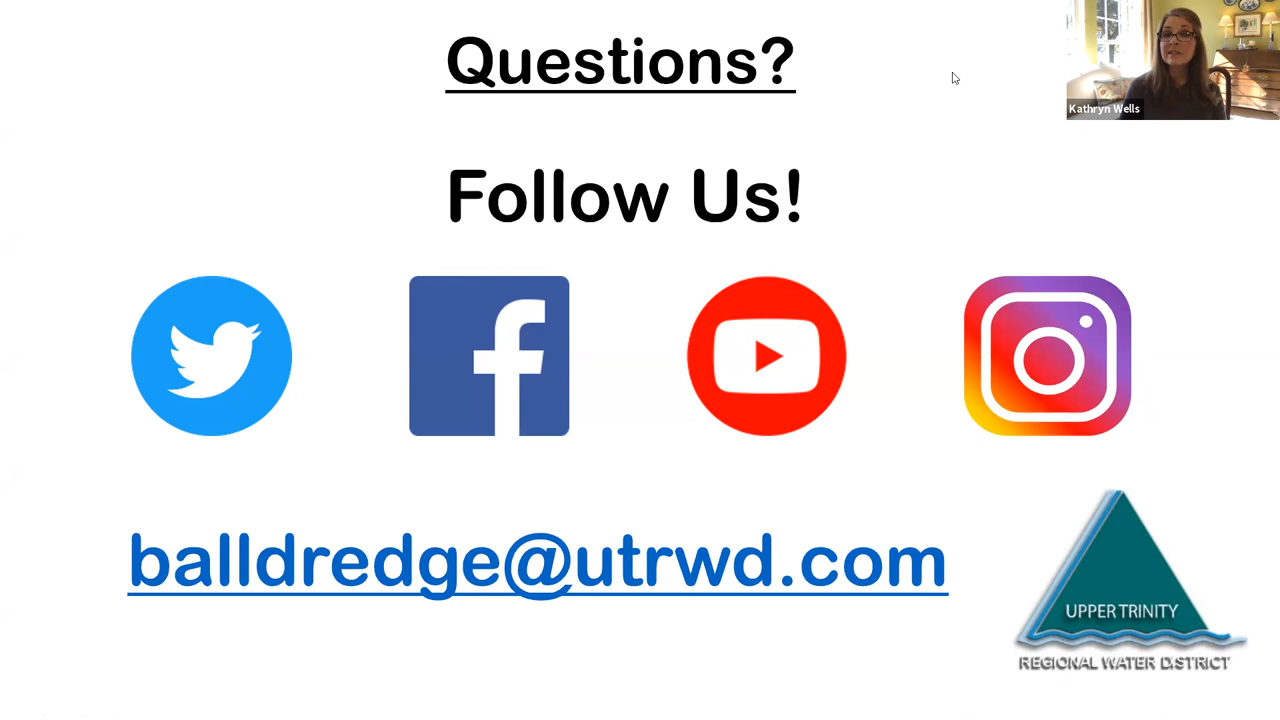 Questions?
Kathryn Wells
Follow Us!
balldredge@utrwd.com
UPPER TRINITY
REGIONAL WATER DISTRICT